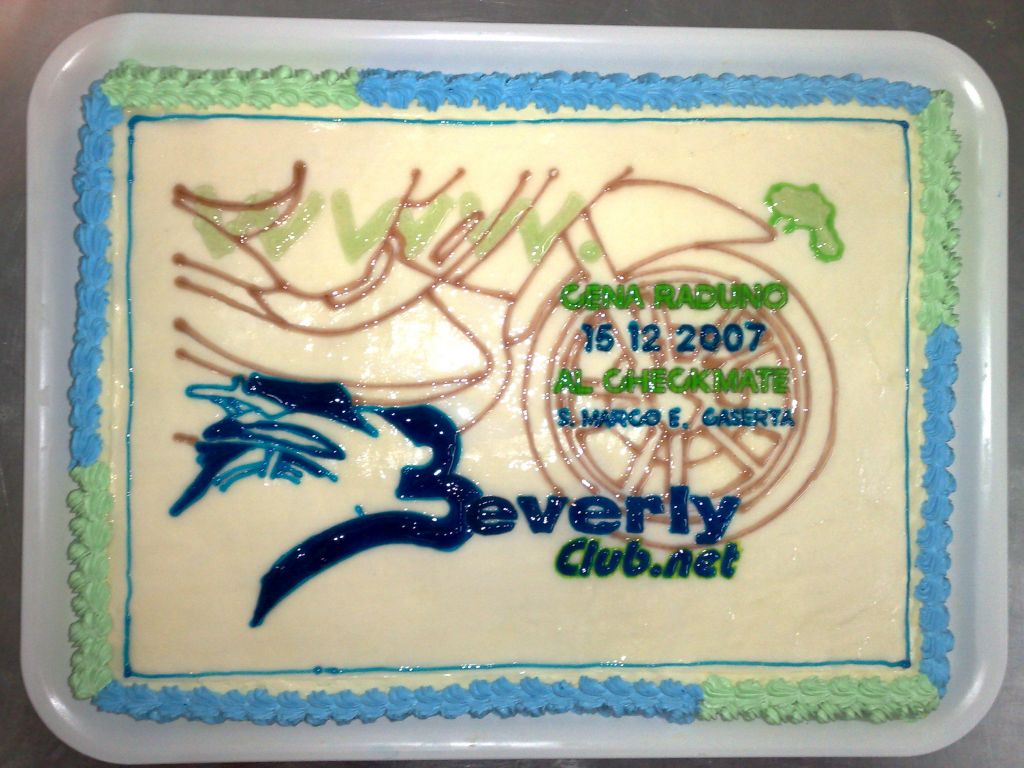 www.
CENA RADUNO
15 12 2007
AL CHECKMATE
S. MARCO E. CASERTA
Beverly
Club.net